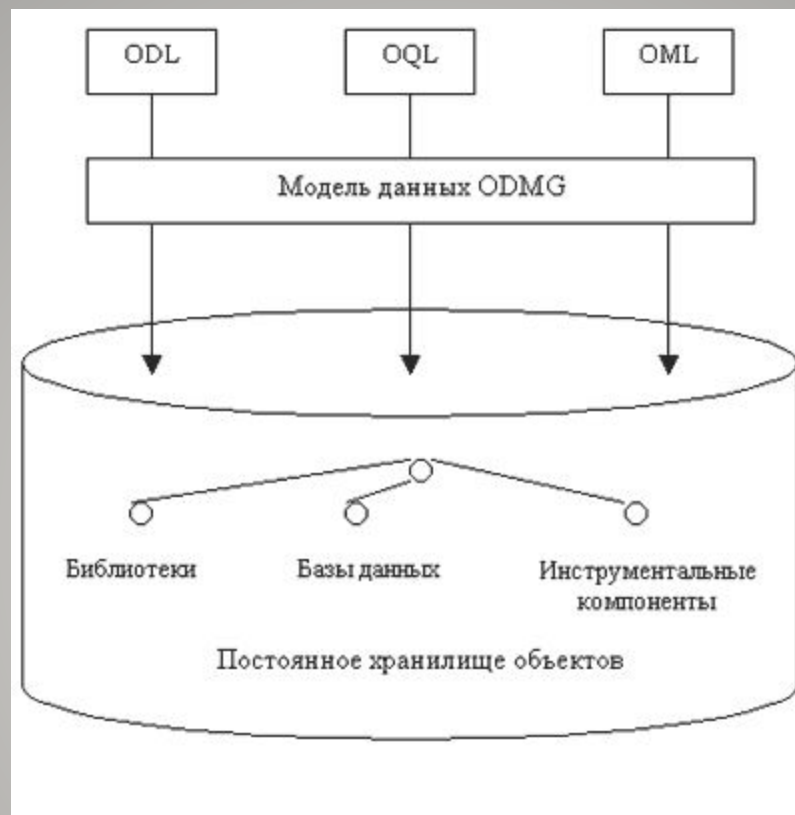 ODL
OQL
OML
Модель данных ODMG
Библиотеки
Базы данных
Инструментальные
компоненты
Постоянное хранилище объектов